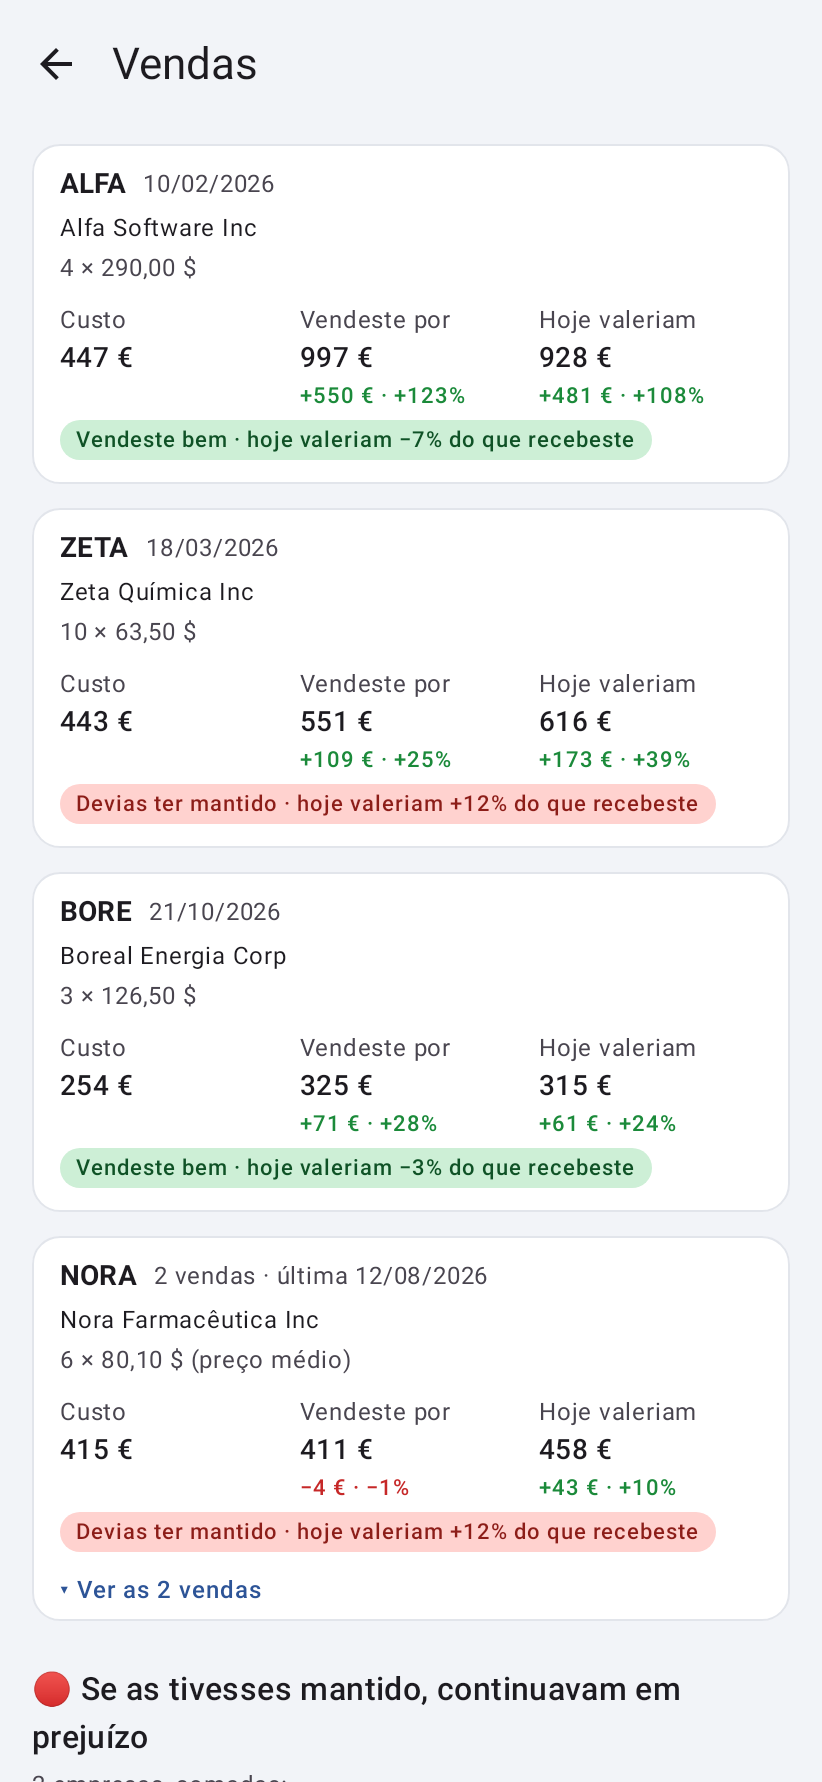 Vendas
ALFA 10/02/2026
Alfa Software Inc
4 × 290,00 $
Custo Vendeste por Hoje valeriam
447 € 997 € 928 €
+550 € · +123% +481 € · +108%
Vendeste bem · hoje valeriam −7% do que recebeste
ZETA 18/03/2026
Zeta Química Inc
10 × 63,50 $
Custo Vendeste por Hoje valeriam
443 € 551 € 616 €
+109 € · +25% +173 € · +39%
Devias ter mantido · hoje valeriam +12% do que recebeste
BORE 21/10/2026
Boreal Energia Corp
3 × 126,50 $
Custo Vendeste por Hoje valeriam
254 € 325 € 315 €
+71 € · +28% +61 € · +24%
Vendeste bem · hoje valeriam −3% do que recebeste
NORA 2 vendas · última 12/08/2026
Nora Farmacêutica Inc
6 × 80,10 $ (preço médio)
Custo Vendeste por Hoje valeriam
415 € 411 € 458 €
−4 € · −1% +43 € · +10%
Devias ter mantido · hoje valeriam +12% do que recebeste
▾ Ver as 2 vendas
🔴 Se as tivesses mantido, continuavam em
prejuízo